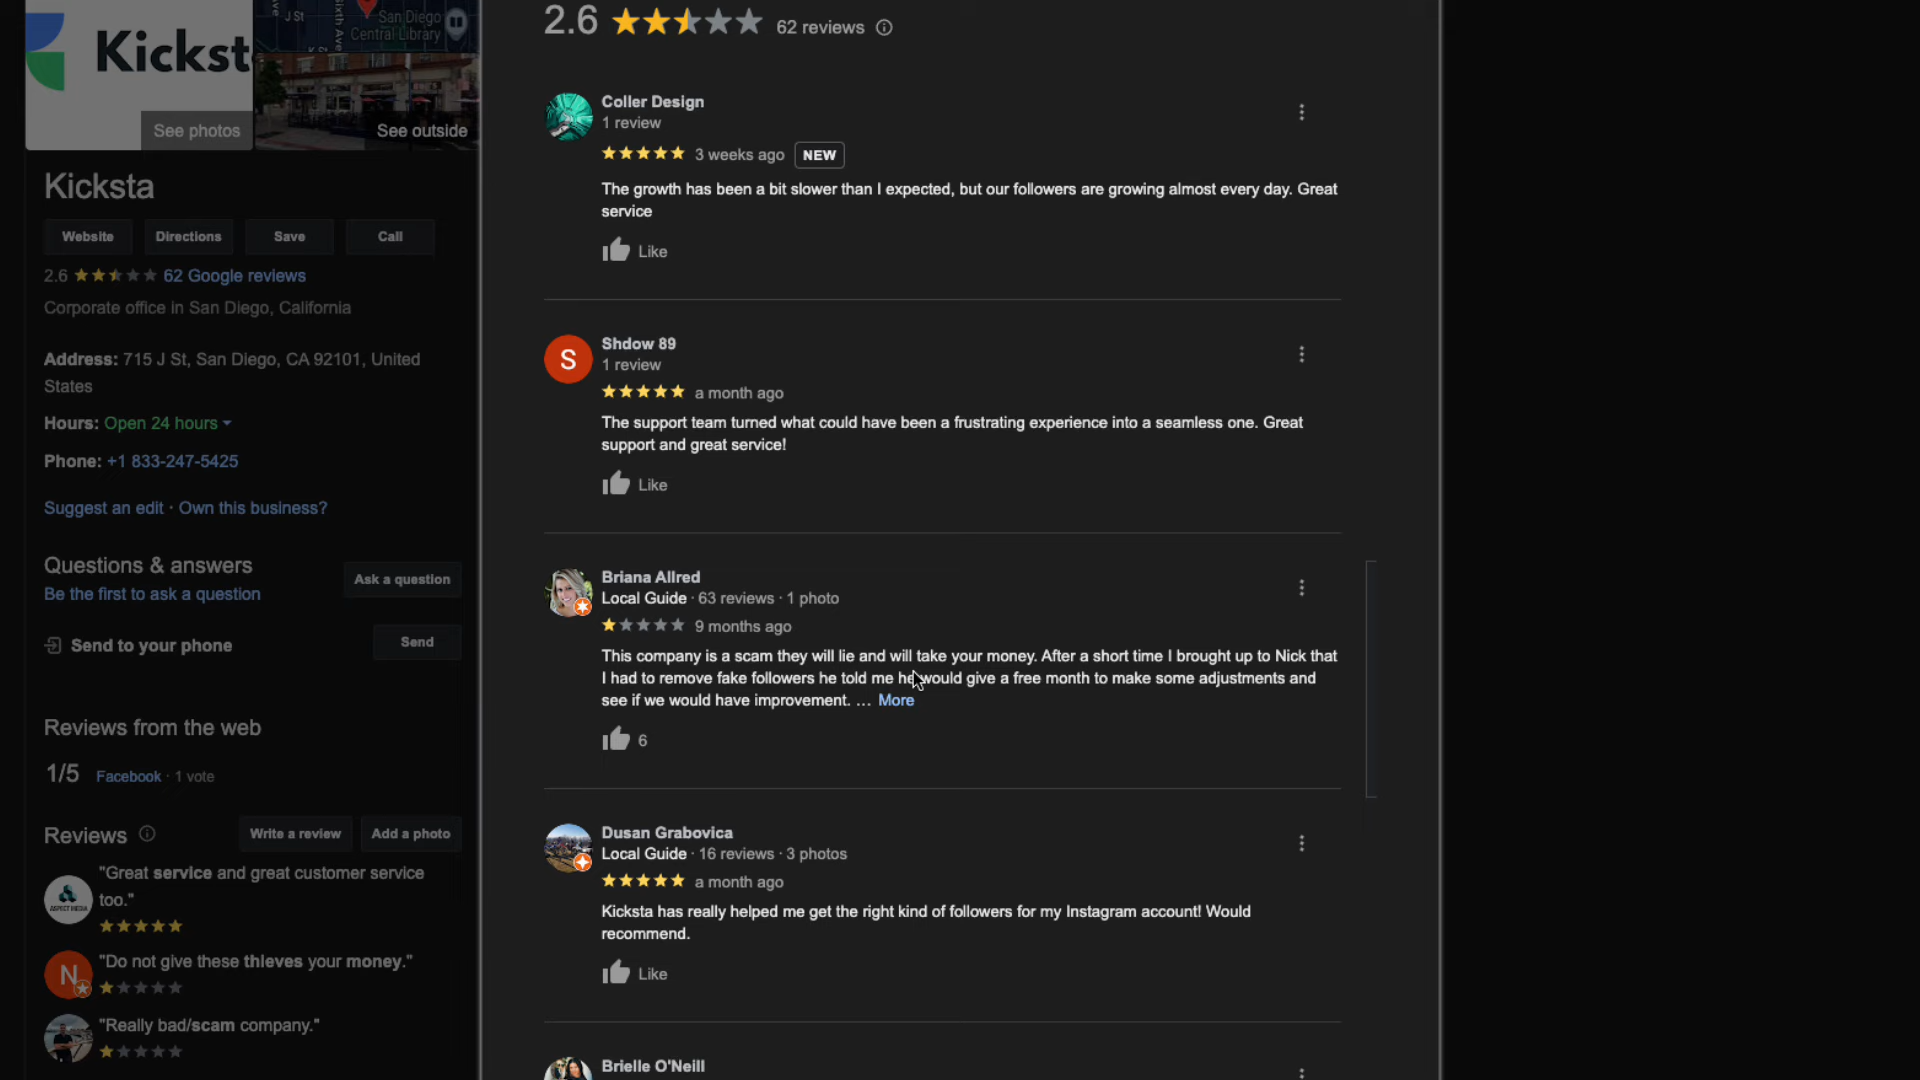 Kickst
See photos
J St
Sixth Ave
San Diego
Central Library
See outside
Kicksta
Website
Directions
Save
Call
2.6
62 Google reviews
Corporate office in San Diego, California
Address: 715 J St, San Diego, CA 92101, United
States
Hours: Open 24 hours
Phone: +1 833-247-5425
Suggest an edit · Own this business?
Questions & answers
Be the first to ask a question
Ask a question
Send to your phone
Send
Reviews from the web
1/5 Facebook · 1 vote
Reviews
Write a review
Add a photo
"Great service and great customer service
too."
ASPECT MEDIA
N
"Do not give these thieves your money."
"Really bad/scam company."
2.6
62 reviews
Coller Design
1 review
3 weeks ago
NEW
The growth has been a bit slower than I expected, but our followers are growing almost every day. Great
service
Like
S
Shdow 89
1 review
a month ago
The support team turned what could have been a frustrating experience into a seamless one. Great
support and great service!
Like
Briana Allred
Local Guide · 63 reviews · 1 photo
9 months ago
This company is a scam they will lie and will take your money. After a short time I brought up to Nick that
I had to remove fake followers he told me he would give a free month to make some adjustments and
see if we would have improvement. … More
6
Dusan Grabovica
Local Guide · 16 reviews · 3 photos
a month ago
Kicksta has really helped me get the right kind of followers for my Instagram account! Would
recommend.
Like
Brielle O'Neill